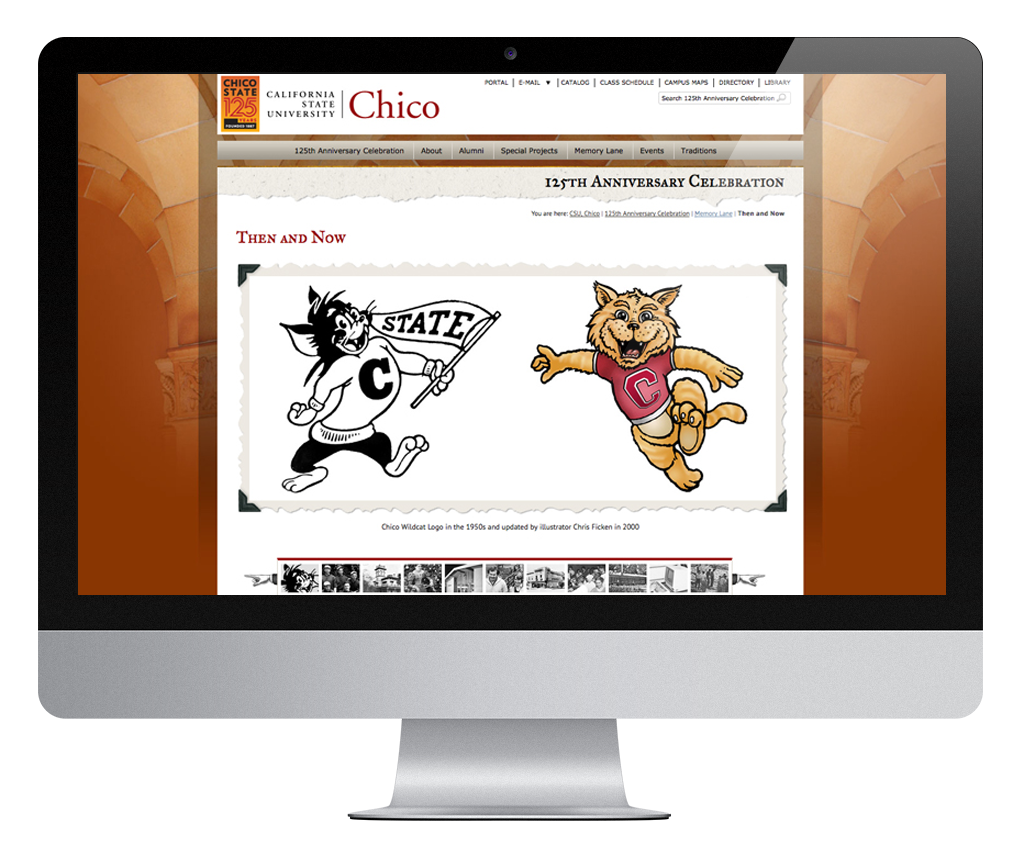 CHICO
STATE
125
YEARS
FOUNDED 1887
CALIFORNIA
STATE
UNIVERSITY
Chico
PORTAL | E-MAIL ▼ | CATALOG | CLASS SCHEDULE | CAMPUS MAPS | DIRECTORY | LIBRARY
Search 125th Anniversary Celebration
125th Anniversary Celebration About Alumni Special Projects Memory Lane Events Traditions
125th Anniversary Celebration
You are here: CSU, Chico | 125th Anniversary Celebration | Memory Lane | Then and Now
Then and Now
STATE
C
C
Chico Wildcat Logo in the 1950s and updated by illustrator Chris Ficken in 2000